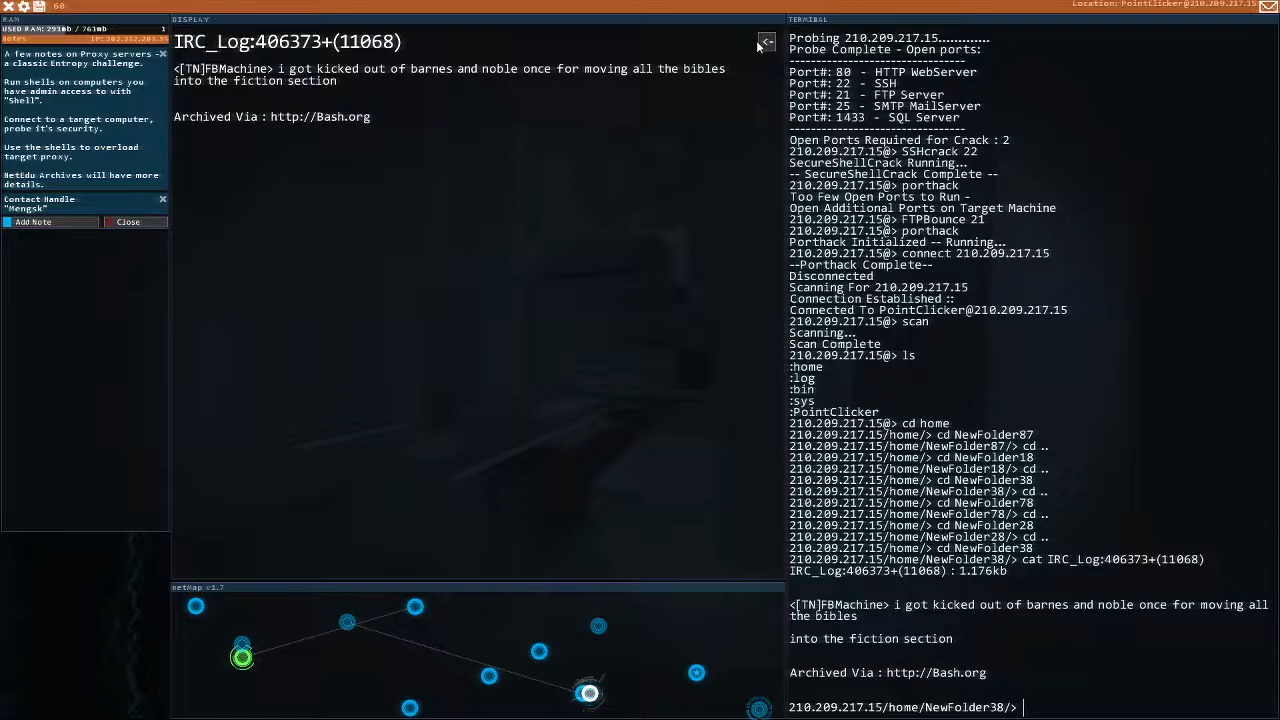 60
Location: PointClicker@210.209.217.15
RAM
USED RAM: 291mb / 761mb
1
notes
IP: 202.212.203.95
A few notes on Proxy servers -
a classic Entropy challenge.
Run shells on computers you
have admin access to with
"Shell".
Connect to a target computer,
probe it's security.
Use the shells to overload
target proxy.
NetEdu Archives will have more
details.
Contact Handle
"Mengsk"
Add Note
Close
DISPLAY
IRC_Log:406373+(11068)
<-
<[TN]FBMachine> i got kicked out of barnes and noble once for moving all the bibles
into the fiction section
Archived Via : http://Bash.org
netMap v1.7
TERMINAL
Probing 210.209.217.15............
Probe Complete - Open ports:
---------------------------------
Port#: 80 - HTTP WebServer
Port#: 22 - SSH
Port#: 21 - FTP Server
Port#: 25 - SMTP MailServer
Port#: 1433 - SQL Server
---------------------------------
Open Ports Required for Crack : 2
210.209.217.15@> SSHcrack 22
SecureShellCrack Running...
-- SecureShellCrack Complete --
210.209.217.15@> porthack
Too Few Open Ports to Run -
Open Additional Ports on Target Machine
210.209.217.15@> FTPBounce 21
210.209.217.15@> porthack
Porthack Initialized -- Running...
210.209.217.15@> connect 210.209.217.15
--Porthack Complete--
Disconnected
Scanning For 210.209.217.15
Connection Established ::
Connected To PointClicker@210.209.217.15
210.209.217.15@> scan
Scanning...
Scan Complete
210.209.217.15@> ls
:home
:log
:bin
:sys
:PointClicker
210.209.217.15@> cd home
210.209.217.15/home/> cd NewFolder87
210.209.217.15/home/NewFolder87/> cd ..
210.209.217.15/home/> cd NewFolder18
210.209.217.15/home/NewFolder18/> cd ..
210.209.217.15/home/> cd NewFolder38
210.209.217.15/home/NewFolder38/> cd ..
210.209.217.15/home/> cd NewFolder78
210.209.217.15/home/NewFolder78/> cd ..
210.209.217.15/home/> cd NewFolder28
210.209.217.15/home/NewFolder28/> cd ..
210.209.217.15/home/> cd NewFolder38
210.209.217.15/home/NewFolder38/> cat IRC_Log:406373+(11068)
IRC_Log:406373+(11068) : 1.176kb
<[TN]FBMachine> i got kicked out of barnes and noble once for moving all
the bibles
into the fiction section
Archived Via : http://Bash.org
210.209.217.15/home/NewFolder38/>